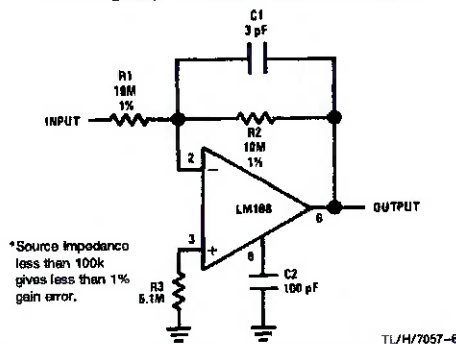 C1
3 pF
R1
10M
1%
INPUT
R2
10M
1%
2
LM108
6
OUTPUT
3
8
*Source Impedance
less than 100k
gives less than 1%
gain error.
R3
5.1M
C2
100 pF
TL/H/7057-6